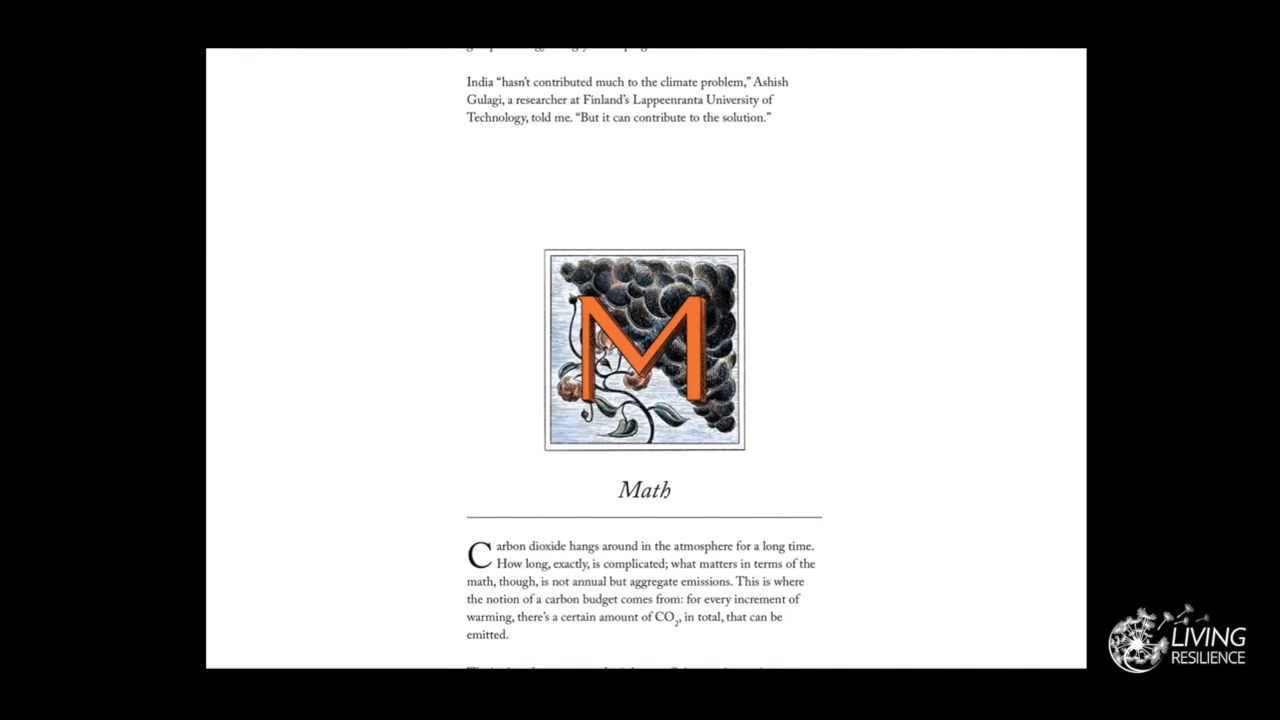 India “hasn’t contributed much to the climate problem,” Ashish
Gulagi, a researcher at Finland’s Lappeenranta University of
Technology, told me. “But it can contribute to the solution.”
M
Math
Carbon dioxide hangs around in the atmosphere for a long time.
How long, exactly, is complicated; what matters in terms of the
math, though, is not annual but aggregate emissions. This is where
the notion of a carbon budget comes from: for every increment of
warming, there’s a certain amount of CO₂, in total, that can be
emitted.
LIVING
RESILIENCE